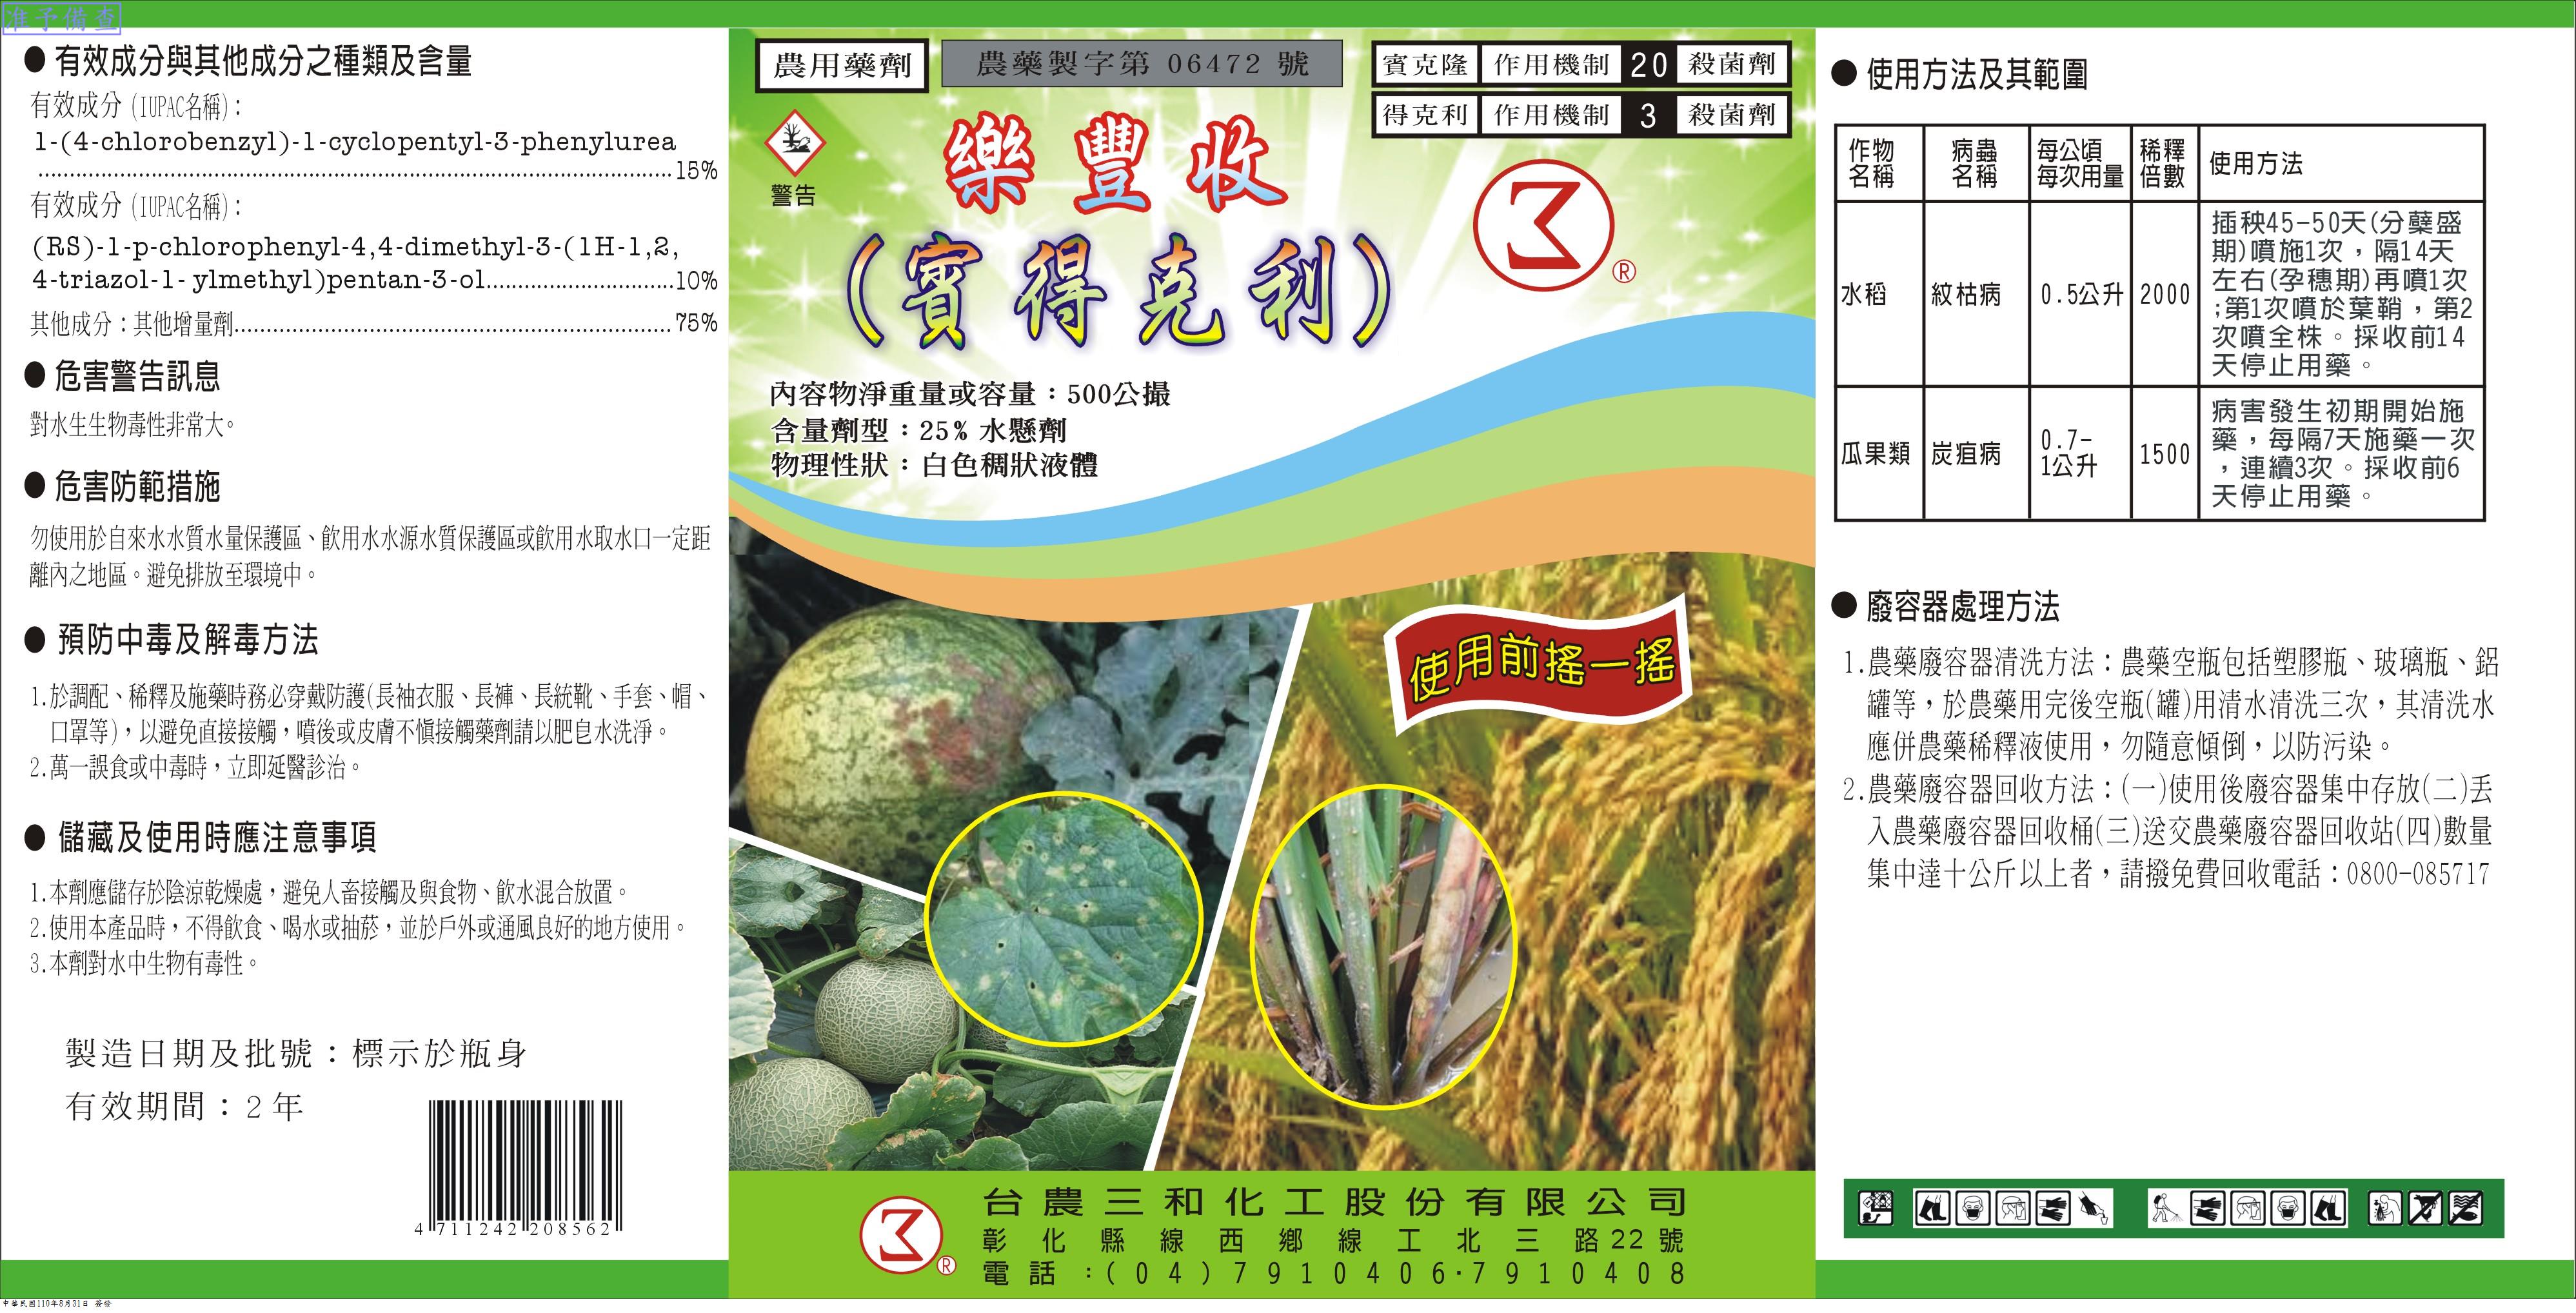 准予備查
● 有效成分與其他成分之種類及含量
有效成分 (IUPAC名稱)：
1-(4-chlorobenzyl)-1-cyclopentyl-3-phenylurea
......15%
有效成分 (IUPAC名稱)：
(RS)-1-p-chlorophenyl-4,4-dimethyl-3-(1H-1,2,
4-triazol-1- ylmethyl)pentan-3-ol......10%
其他成分：其他增量劑......75%
● 危害警告訊息
對水生生物毒性非常大。
● 危害防範措施
勿使用於自來水水質水量保護區、飲用水水源水質保護區或飲用水取水口一定距
離內之地區。避免排放至環境中。
● 預防中毒及解毒方法
1.於調配、稀釋及施藥時務必穿戴防護(長袖衣服、長褲、長統靴、手套、帽、
口罩等)，以避免直接接觸，噴後或皮膚不慎接觸藥劑請以肥皂水洗淨。
2.萬一誤食或中毒時，立即延醫診治。
● 儲藏及使用時應注意事項
1.本劑應儲存於陰涼乾燥處，避免人畜接觸及與食物、飲水混合放置。
2.使用本產品時，不得飲食、喝水或抽菸，並於戶外或通風良好的地方使用。
3.本劑對水中生物有毒性。
製造日期及批號：標示於瓶身
有效期間：2 年
4 711242 208562
中華民國110年8月31日 簽發
農用藥劑
農藥製字第 06472 號
賓克隆 作用機制 20 殺菌劑
得克利 作用機制 3 殺菌劑
警告
樂豐收
(賓得克利)
®
內容物淨重量或容量：500公撮
含量劑型：25% 水懸劑
物理性狀：白色稠狀液體
使用前搖一搖
®
台農三和化工股份有限公司
彰化縣線西鄉線工北三路22號
電話：(04)7910406·7910408
● 使用方法及其範圍
作物名稱 病蟲名稱 每公頃每次用量 稀釋倍數 使用方法
水稻 紋枯病 0.5公升 2000
插秧45-50天(分蘗盛
期)噴施1次，隔14天
左右(孕穗期)再噴1次
;第1次噴於葉鞘，第2
次噴全株。採收前14
天停止用藥。
瓜果類 炭疽病 0.7-1公升 1500
病害發生初期開始施
藥，每隔7天施藥一次
，連續3次。採收前6
天停止用藥。
● 廢容器處理方法
1.農藥廢容器清洗方法：農藥空瓶包括塑膠瓶、玻璃瓶、鋁
罐等，於農藥用完後空瓶(罐)用清水清洗三次，其清洗水
應併農藥稀釋液使用，勿隨意傾倒，以防污染。
2.農藥廢容器回收方法：(一)使用後廢容器集中存放(二)丟
入農藥廢容器回收桶(三)送交農藥廢容器回收站(四)數量
集中達十公斤以上者，請撥免費回收電話：0800-085717